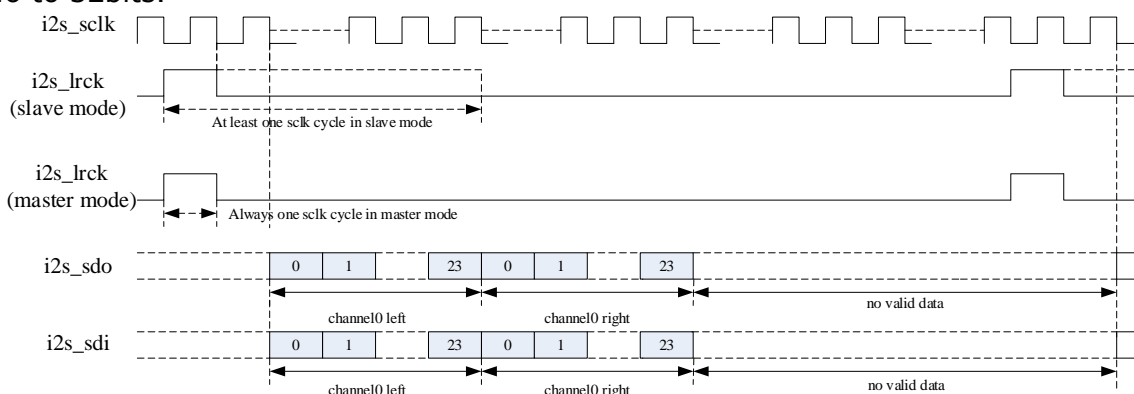 i2s_sclk
i2s_lrck
(slave mode)
At least one sclk cycle in slave mode
i2s_lrck
(master mode)
Always one sclk cycle in master mode
i2s_sdo
0 1 23 0 1 23
channel0 left channel0 right no valid data
i2s_sdi
0 1 23 0 1 23
channel0 left channel0 right no valid data